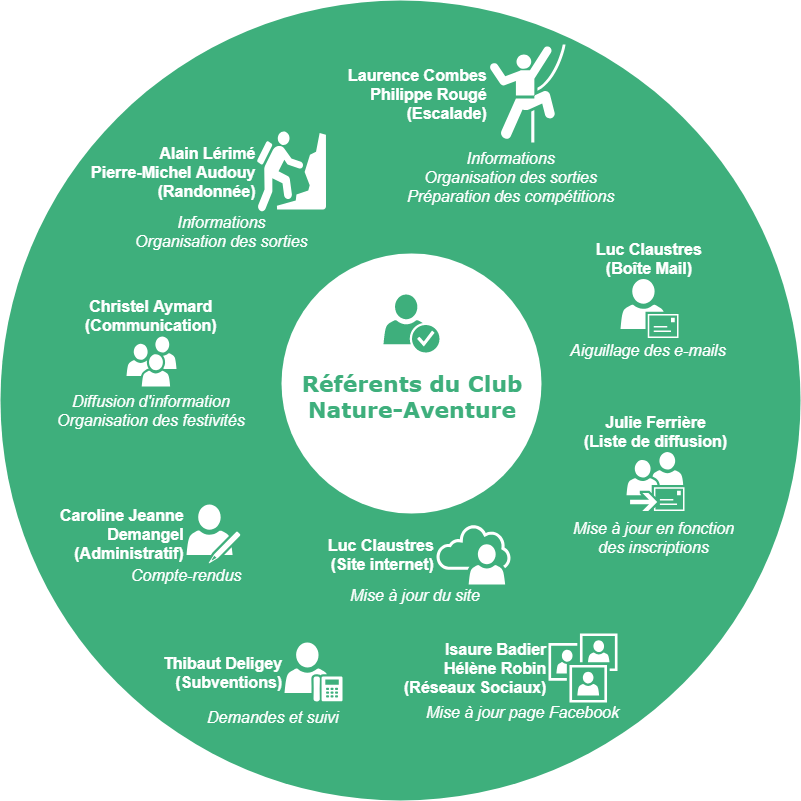 Laurence Combes
Philippe Rougé
(Escalade)
Informations
Organisation des sorties
Préparation des compétitions
Alain Lérimé
Pierre-Michel Audouy
(Randonnée)
Informations
Organisation des sorties
Luc Claustres
(Boîte Mail)
Aiguillage des e-mails
Christel Aymard
(Communication)
Diffusion d'information
Organisation des festivités
Référents du Club
Nature-Aventure
Julie Ferrière
(Liste de diffusion)
Mise à jour en fonction
des inscriptions
Caroline Jeanne
Demangel
(Administratif)
Compte-rendus
Luc Claustres
(Site internet)
Mise à jour du site
Thibaut Deligey
(Subventions)
Demandes et suivi
Isaure Badier
Hélène Robin
(Réseaux Sociaux)
Mise à jour page Facebook